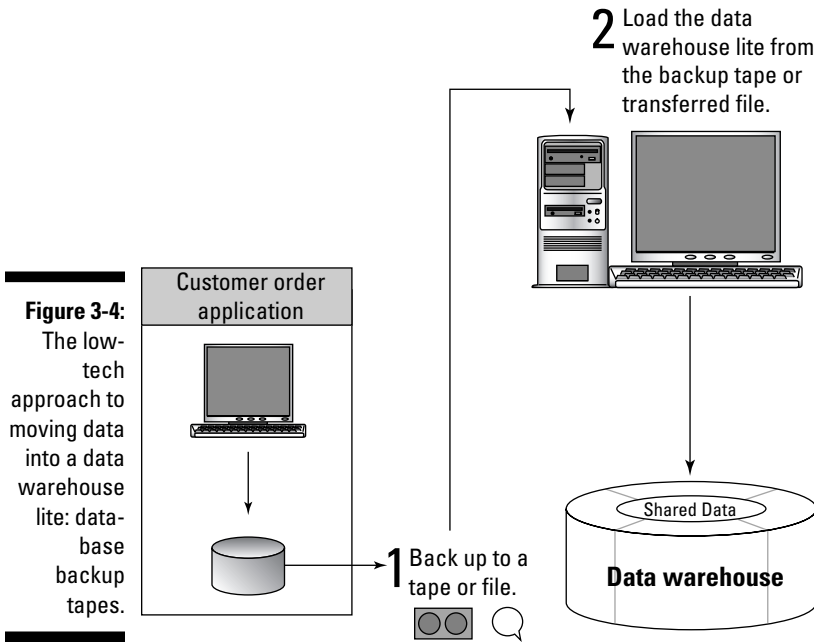 2 Load the data
warehouse lite from
the backup tape or
transferred file.
Customer order
application
Figure 3-4:
The low-
tech
approach to
moving data
into a data
warehouse
lite: data-
base
backup
tapes.
1 Back up to a
tape or file.
Shared Data
Data warehouse